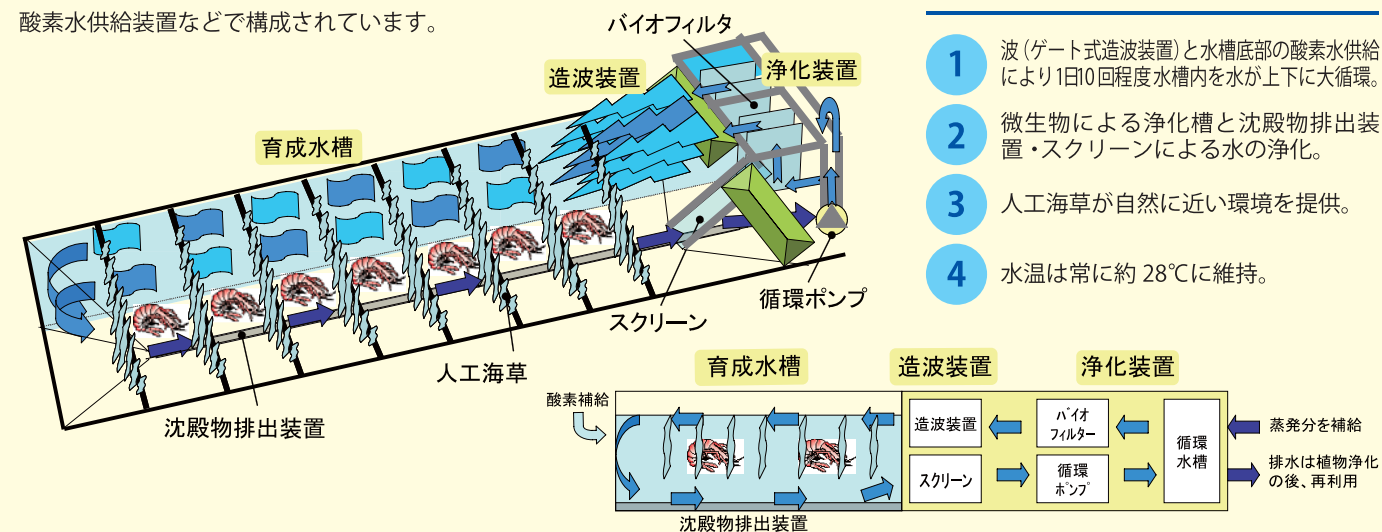 酸素水供給装置などで構成されています。
バイオフィルタ
造波装置
浄化装置
育成水槽
循環ポンプ
スクリーン
人工海草
沈殿物排出装置
1
波（ゲート式造波装置）と水槽底部の酸素水供給
により1日10回程度水槽内を水が上下に大循環。
2
微生物による浄化槽と沈殿物排出装
置・スクリーンによる水の浄化。
3
人工海草が自然に近い環境を提供。
4
水温は常に約 28℃に維持。
育成水槽
造波装置
浄化装置
酸素補給
造波装置
バイオ
フィルター
循環
水槽
スクリーン
循環
ポンプ
蒸発分を補給
排水は植物浄化
の後、再利用
沈殿物排出装置